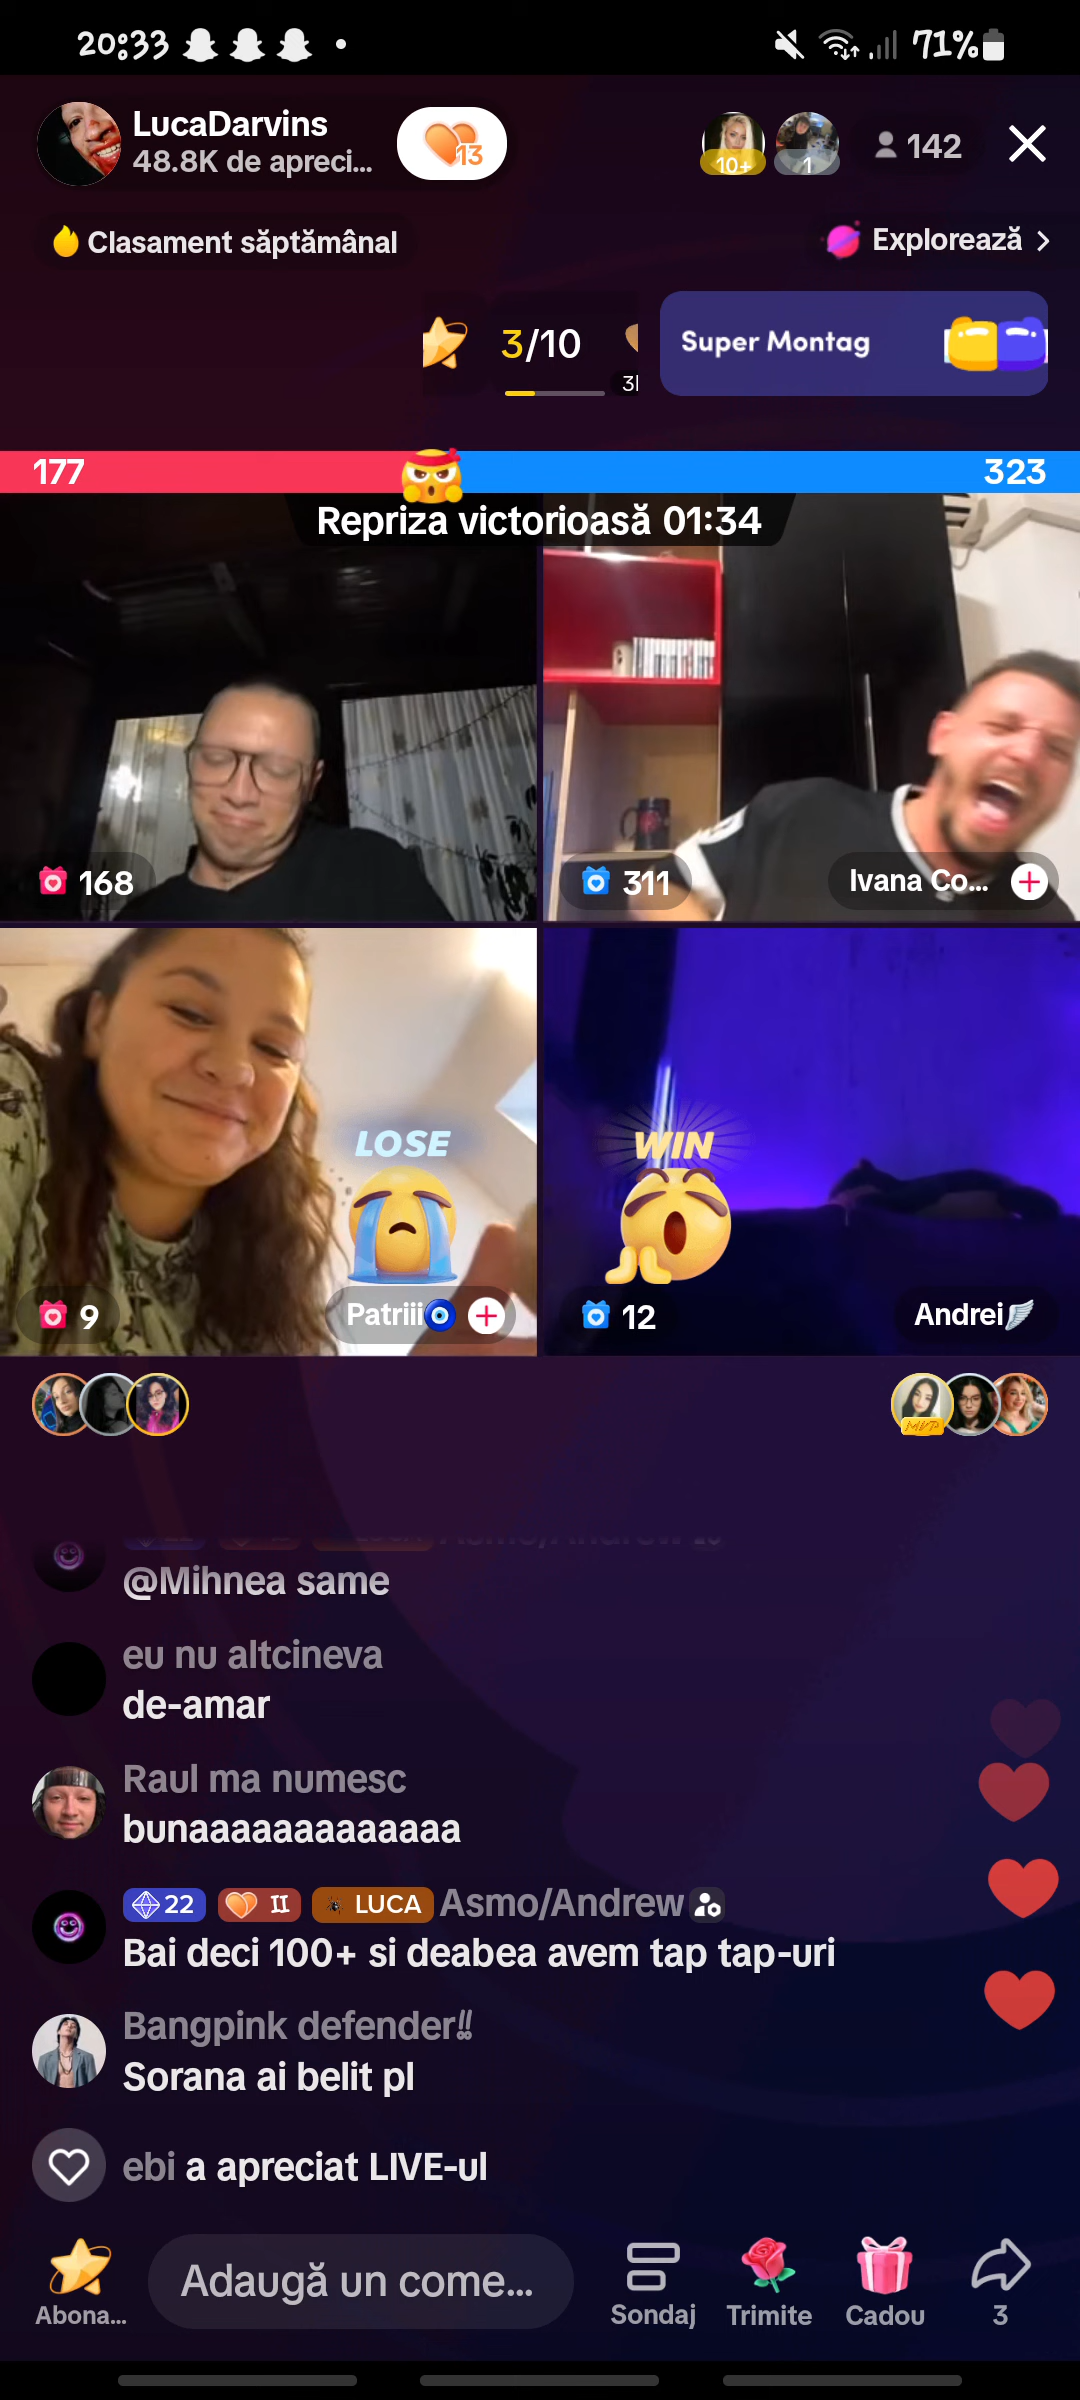 20:33
71%
LucaDarvins
48.8K de apreci...
13
10+
1
142
Clasament săptămânal
Explorează
3/10
Super Montag
177
323
Repriza victorioasă 01:34
168
311
Ivana Co...
LOSE
WIN
9
Patriii
12
Andrei
@Mihnea same
eu nu altcineva
de-amar
Raul ma numesc
bunaaaaaaaaaaaaa
22 II LUCA Asmo/Andrew
Bai deci 100+ si deabea avem tap tap-uri
Bangpink defender!!
Sorana ai belit pl
ebi a apreciat LIVE-ul
Abona...
Adaugă un come...
Sondaj
Trimite
Cadou
3